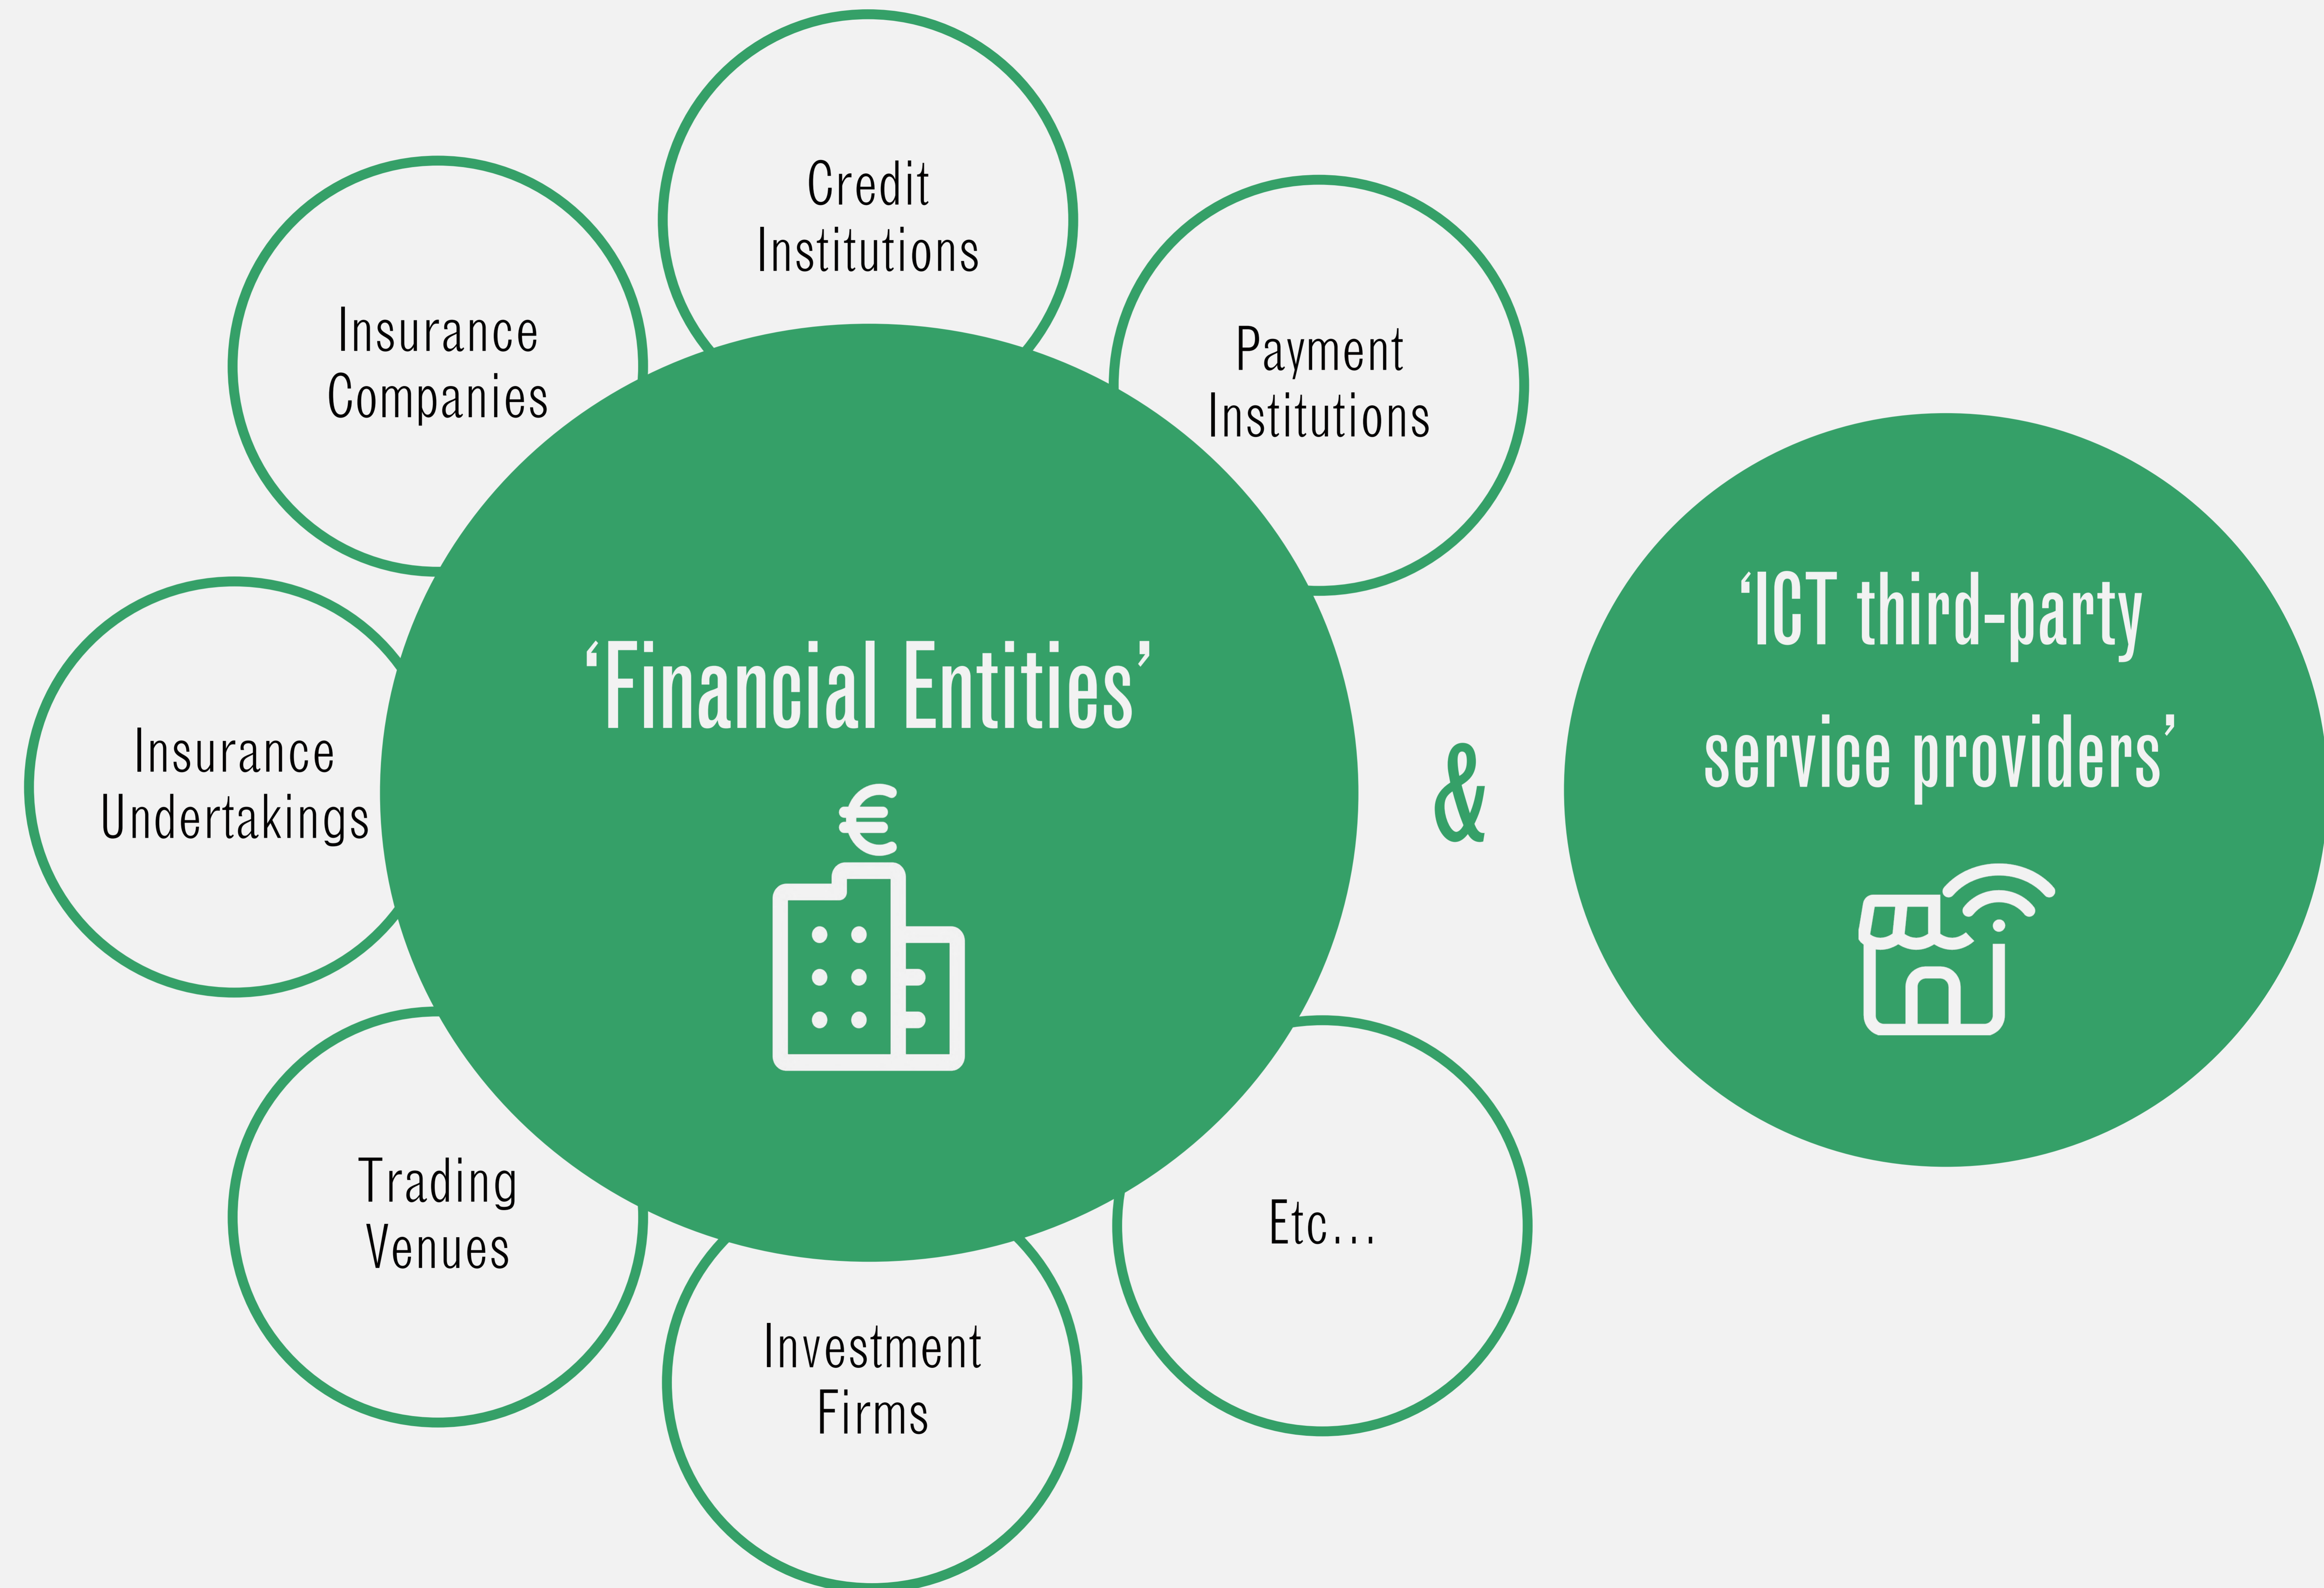 Credit
Institutions
Insurance
Companies
Payment
Institutions
‘Financial Entities’
€
&
‘ICT third-party
service providers’
Insurance
Undertakings
Trading
Venues
Investment
Firms
Etc...